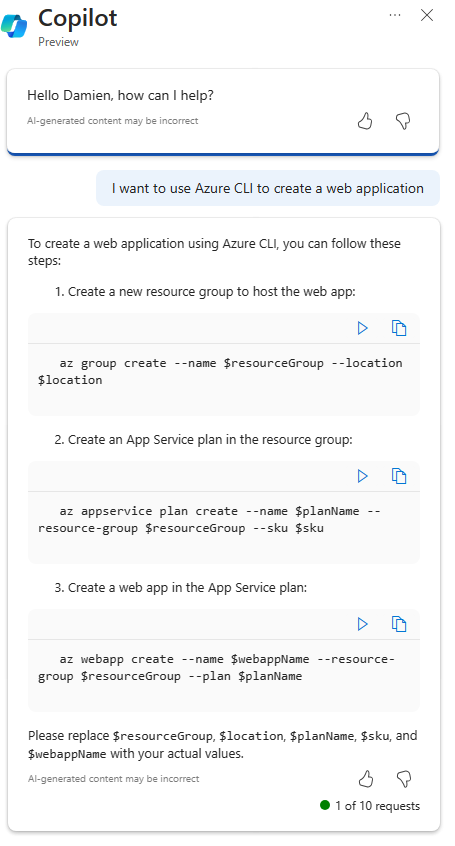 Copilot
Preview
Hello Damien, how can I help?
AI-generated content may be incorrect
I want to use Azure CLI to create a web application
To create a web application using Azure CLI, you can follow these
steps:
1. Create a new resource group to host the web app:
az group create --name $resourceGroup --location
$location
2. Create an App Service plan in the resource group:
az appservice plan create --name $planName --
resource-group $resourceGroup --sku $sku
3. Create a web app in the App Service plan:
az webapp create --name $webappName --resource-
group $resourceGroup --plan $planName
Please replace $resourceGroup, $location, $planName, $sku, and
$webappName with your actual values.
AI-generated content may be incorrect
1 of 10 requests